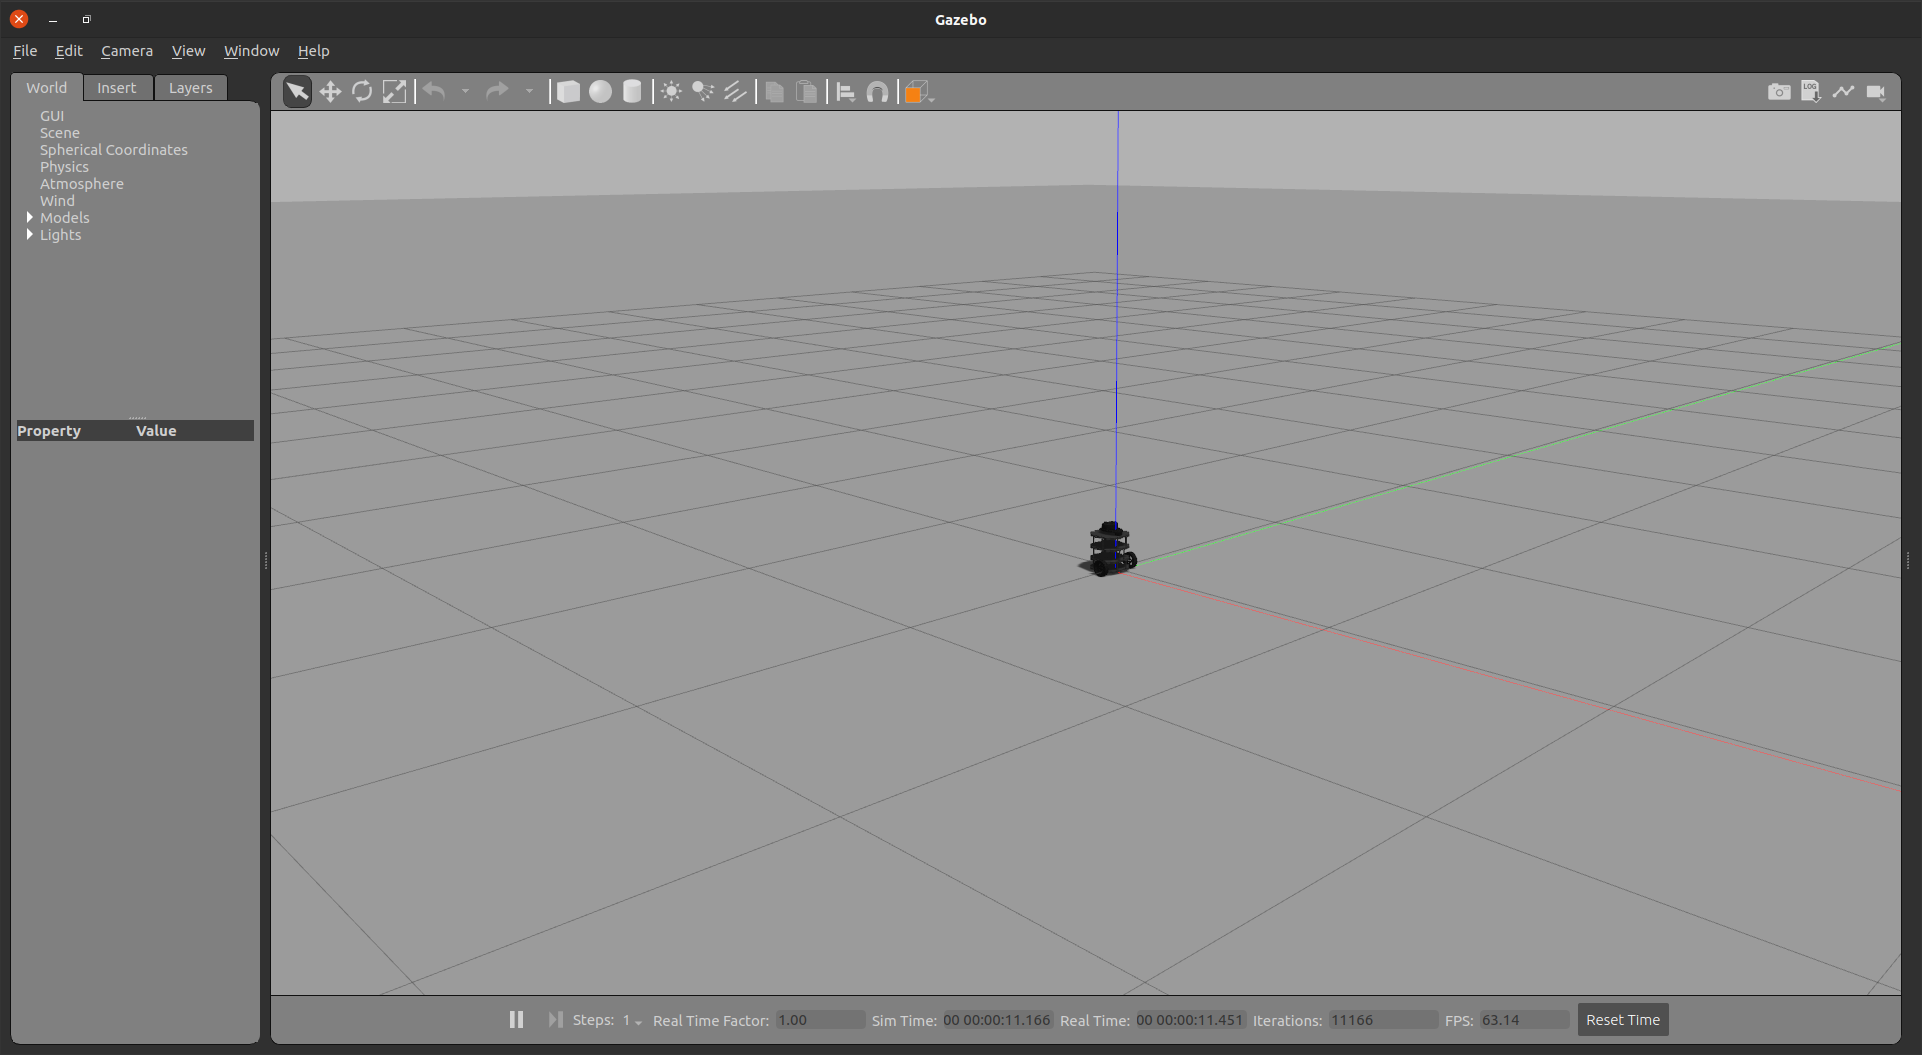 Gazebo
File Edit Camera View Window Help
World Insert Layers
LOG
GUI
Scene
Spherical Coordinates
Physics
Atmosphere
Wind
Models
Lights
Property Value
Steps: 1 Real Time Factor: 1.00 Sim Time: 00 00:00:11.166 Real Time: 00 00:00:11.451 Iterations: 11166 FPS: 63.14 Reset Time